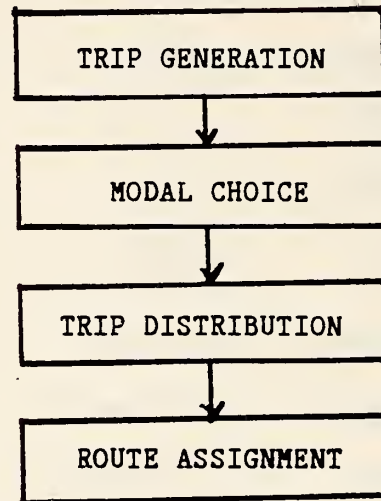 TRIP GENERATION
MODAL CHOICE
TRIP DISTRIBUTION
ROUTE ASSIGNMENT